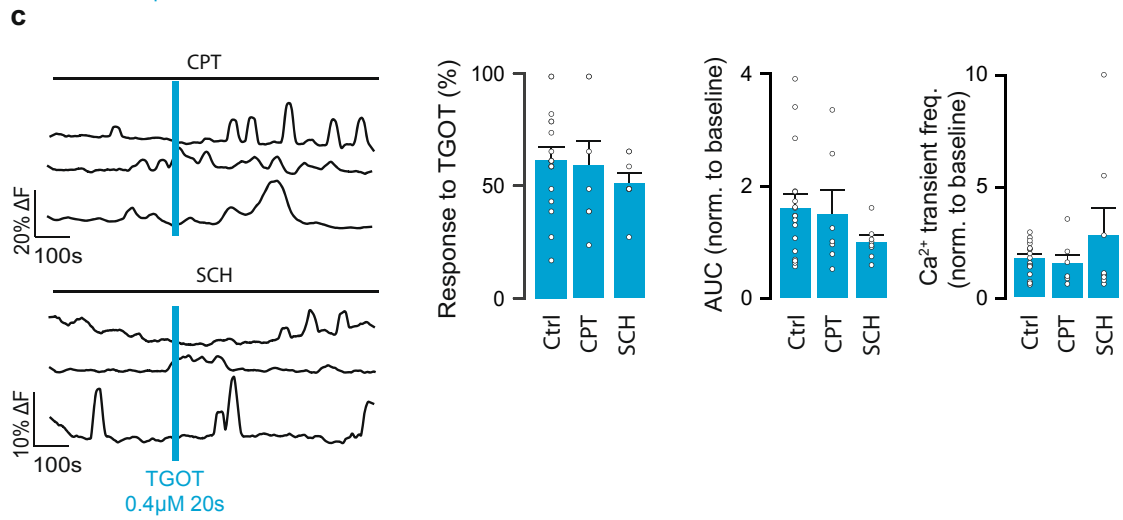 c
CPT
20% ΔF
100s
SCH
10% ΔF
100s
TGOT
0.4µM 20s
Response to TGOT (%)
100
50
0
Ctrl
CPT
SCH
AUC (norm. to baseline)
4
2
0
Ctrl
CPT
SCH
Ca²⁺ transient freq.
(norm. to baseline)
10
5
0
Ctrl
CPT
SCH